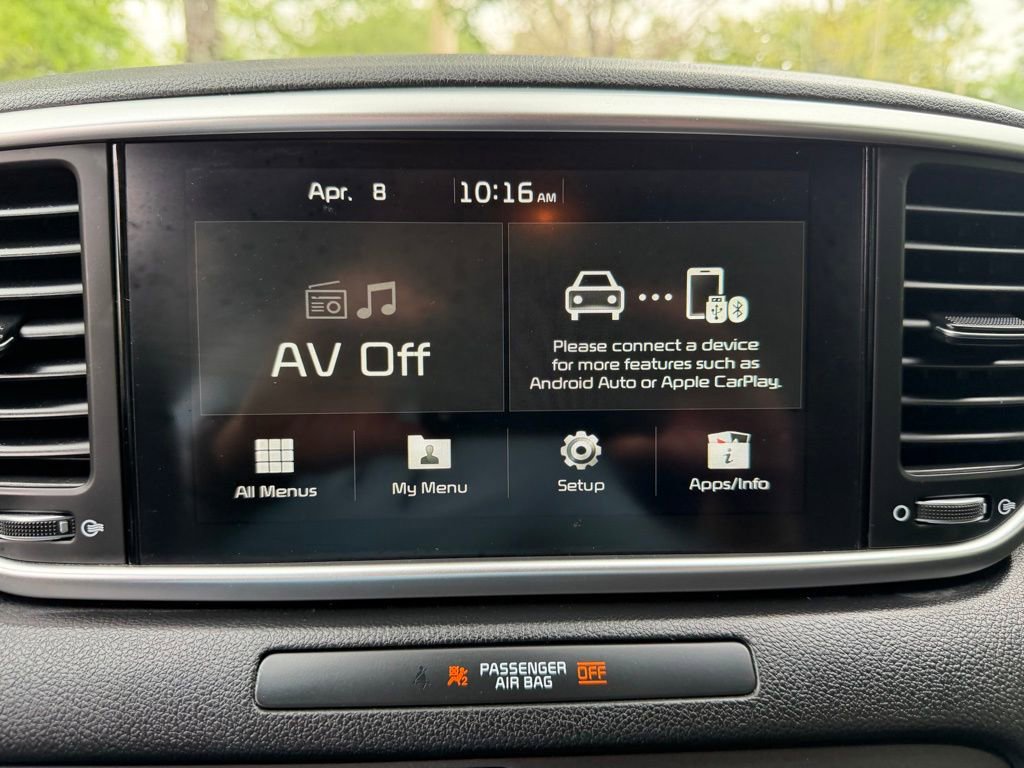 Apr. 8 10:16 AM
AV Off
Please connect a device
for more features such as
Android Auto or Apple CarPlay.
All Menus
My Menu
Setup
Apps/Info
2 PASSENGER
AIR BAG OFF